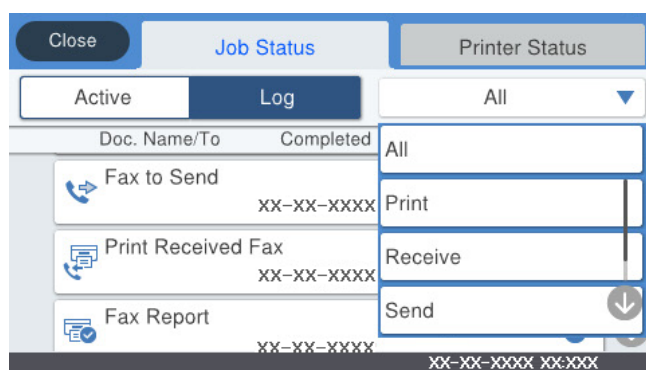 Close
Job Status
Printer Status
Active
Log
All
Doc. Name/To
Completed
All
Fax to Send
XX-XX-XXXX
Print
Print Received Fax
XX-XX-XXXX
Receive
Fax Report
XX-XX-XXXX
Send
XX-XX-XXXX XX:XXX